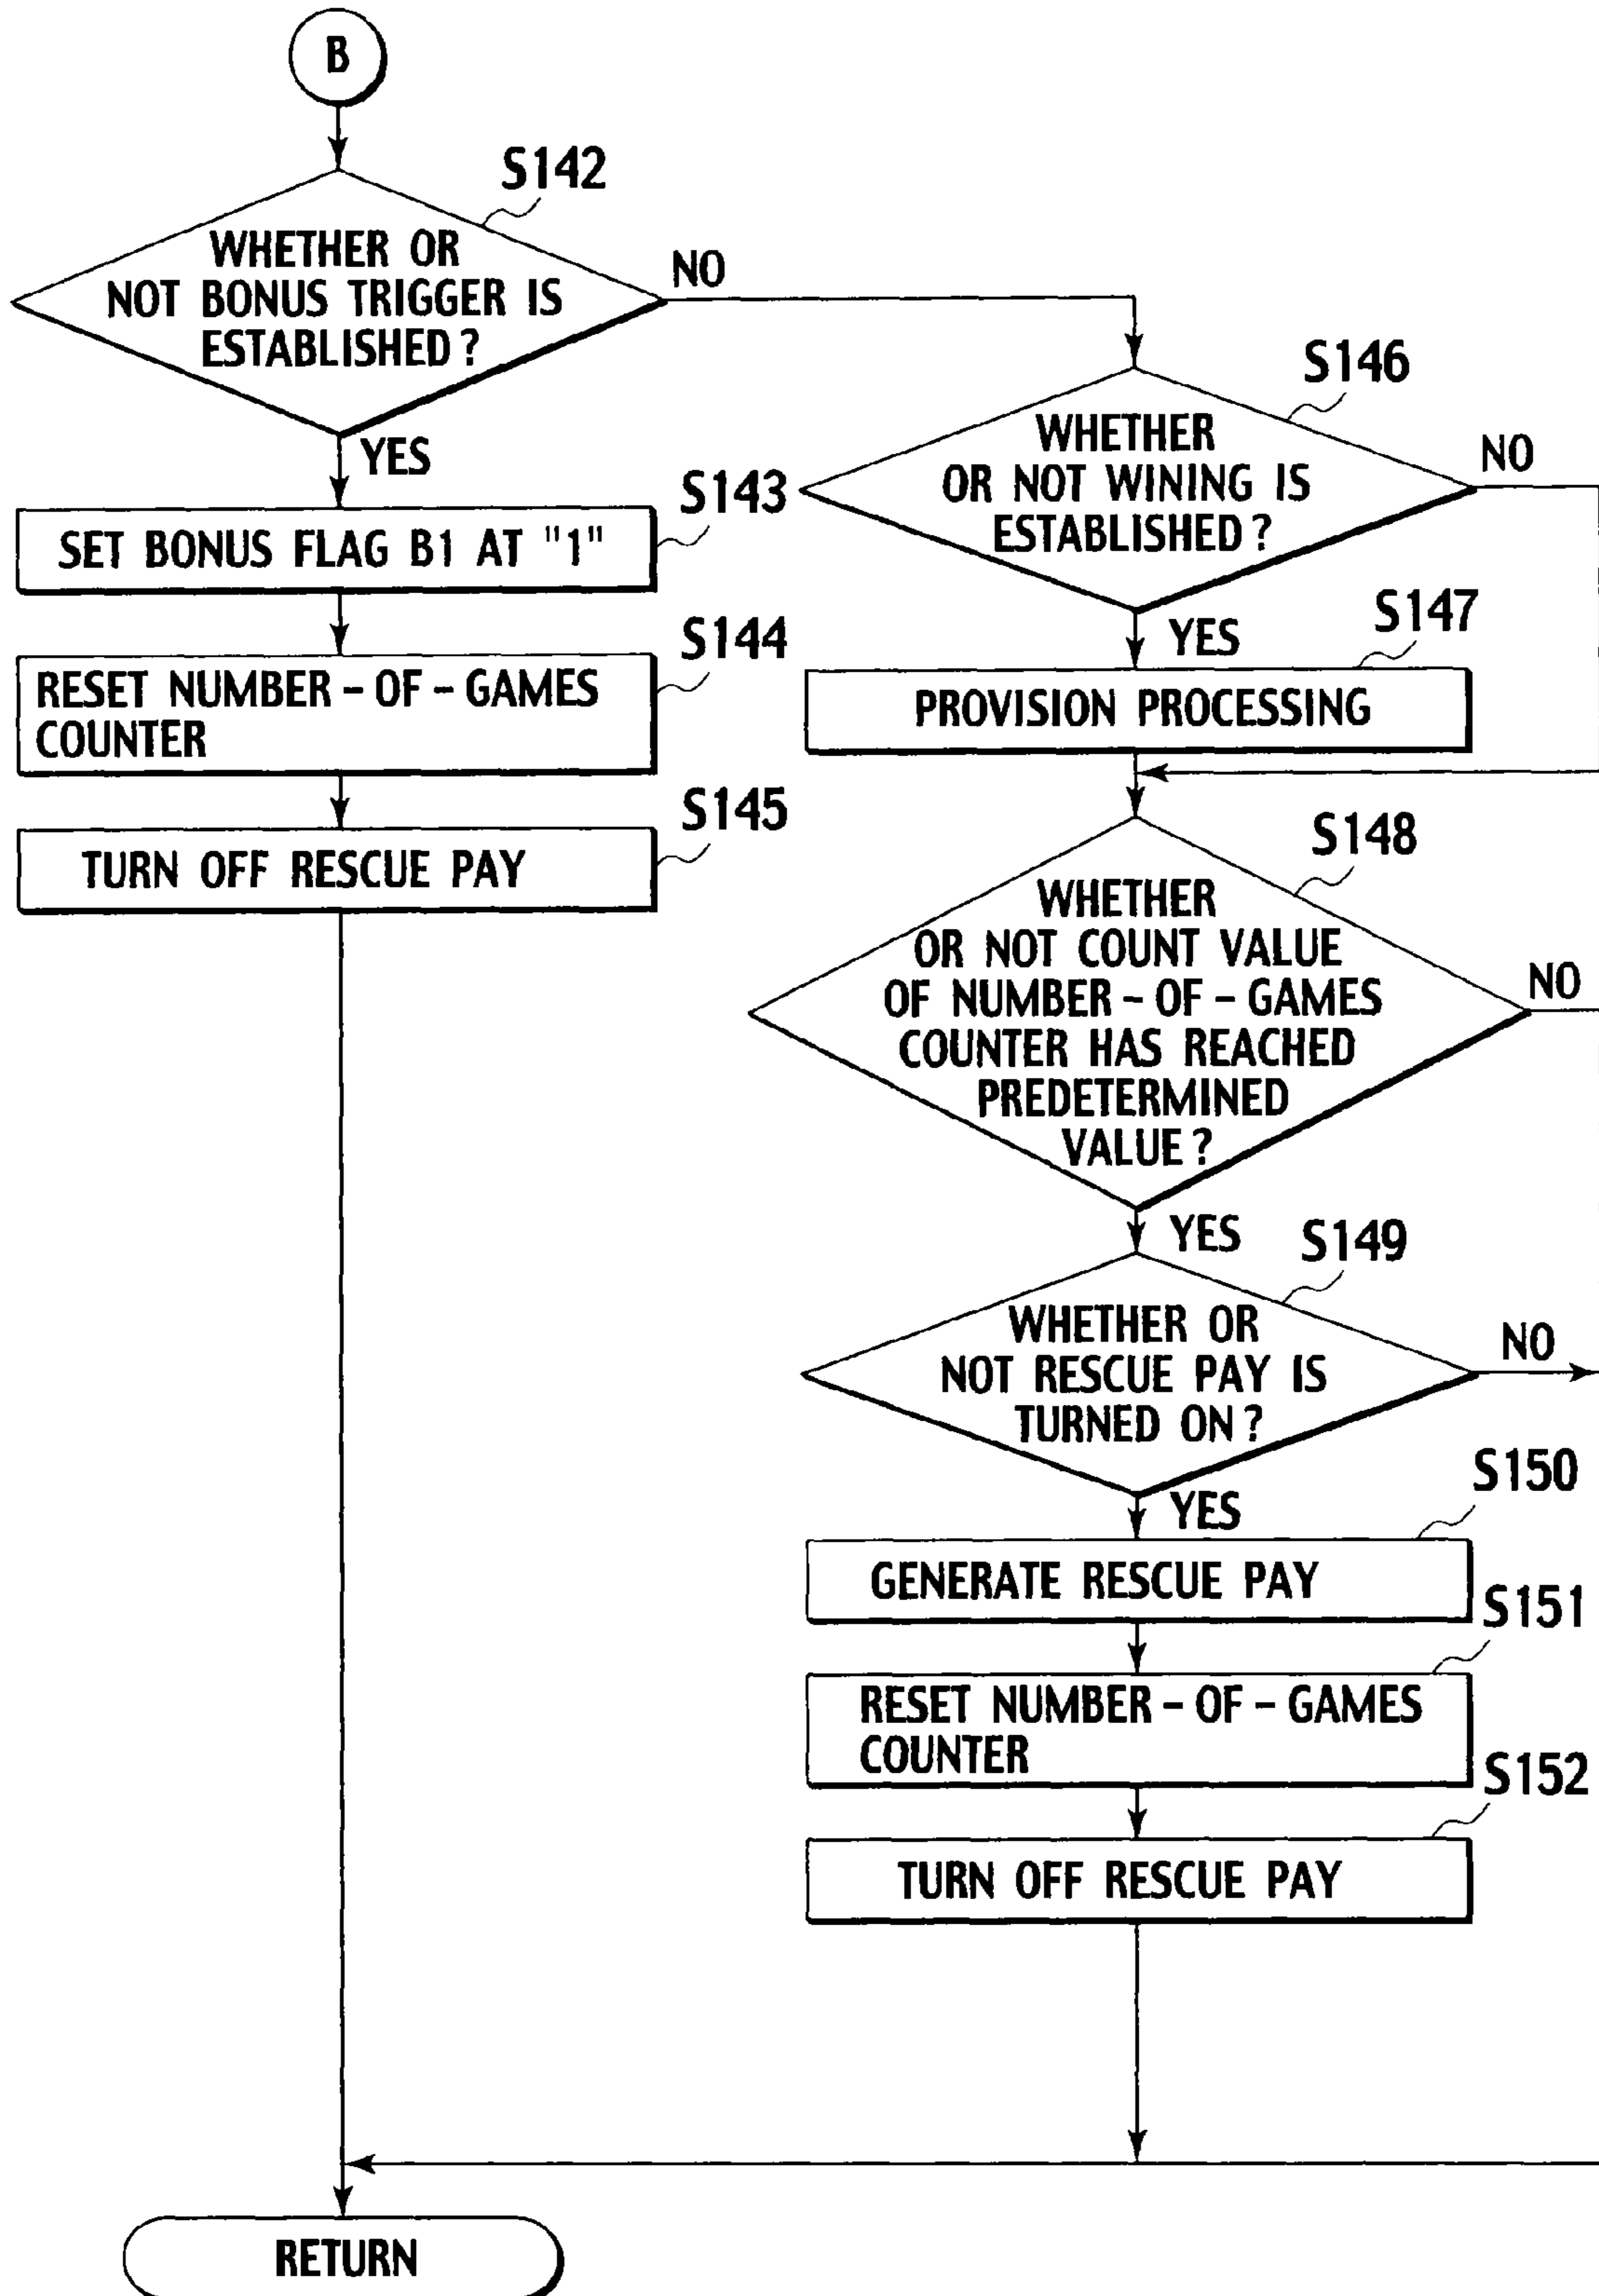 B
S142
WHETHER OR
NOT BONUS TRIGGER IS
ESTABLISHED?
NO
YES
S143
SET BONUS FLAG B1 AT "1"
S144
RESET NUMBER-OF-GAMES
COUNTER
S145
TURN OFF RESCUE PAY
S146
WHETHER
OR NOT WINING IS
ESTABLISHED?
NO
YES
S147
PROVISION PROCESSING
S148
WHETHER
OR NOT COUNT VALUE
OF NUMBER-OF-GAMES
COUNTER HAS REACHED
PREDETERMINED
VALUE?
NO
YES
S149
WHETHER OR
NOT RESCUE PAY IS
TURNED ON?
NO
YES
S150
GENERATE RESCUE PAY
S151
RESET NUMBER-OF-GAMES
COUNTER
S152
TURN OFF RESCUE PAY
RETURN